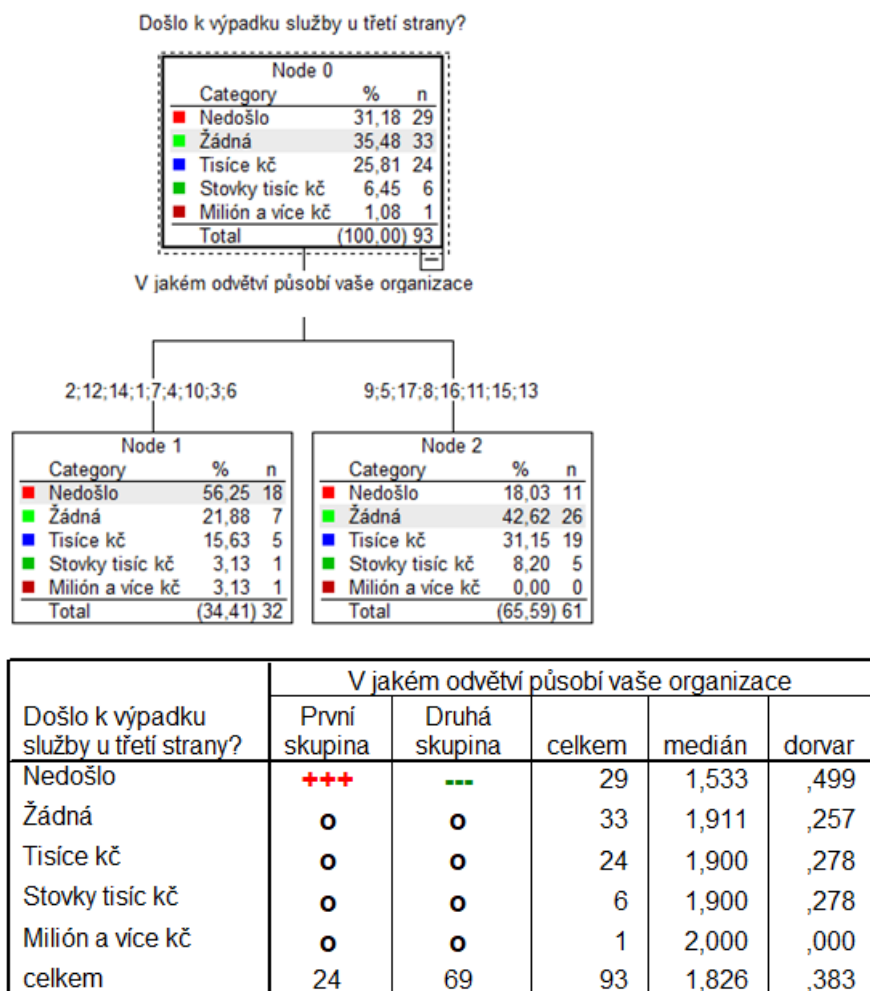 Došlo k výpadku služby u třetí strany?
Node 0
Category % n
Nedošlo 31,18 29
Žádná 35,48 33
Tisíce kč 25,81 24
Stovky tisíc kč 6,45 6
Milión a více kč 1,08 1
Total (100,00) 93
V jakém odvětví působí vaše organizace
2;12;14;1;7;4;10;3;6
9;5;17;8;16;11;15;13
Node 1
Category % n
Nedošlo 56,25 18
Žádná 21,88 7
Tisíce kč 15,63 5
Stovky tisíc kč 3,13 1
Milión a více kč 3,13 1
Total (34,41) 32
Node 2
Category % n
Nedošlo 18,03 11
Žádná 42,62 26
Tisíce kč 31,15 19
Stovky tisíc kč 8,20 5
Milión a více kč 0,00 0
Total (65,59) 61
V jakém odvětví působí vaše organizace
Došlo k výpadku První Druhá
službu u třetí strany? skupina skupina celkem medián dorvar
Nedošlo +++ --- 29 1,533 ,499
Žádná o o 33 1,911 ,257
Tisíce kč o o 24 1,900 ,278
Stovky tisíc kč o o 6 1,900 ,278
Milión a více kč o o 1 2,000 ,000
celkem 24 69 93 1,826 ,383